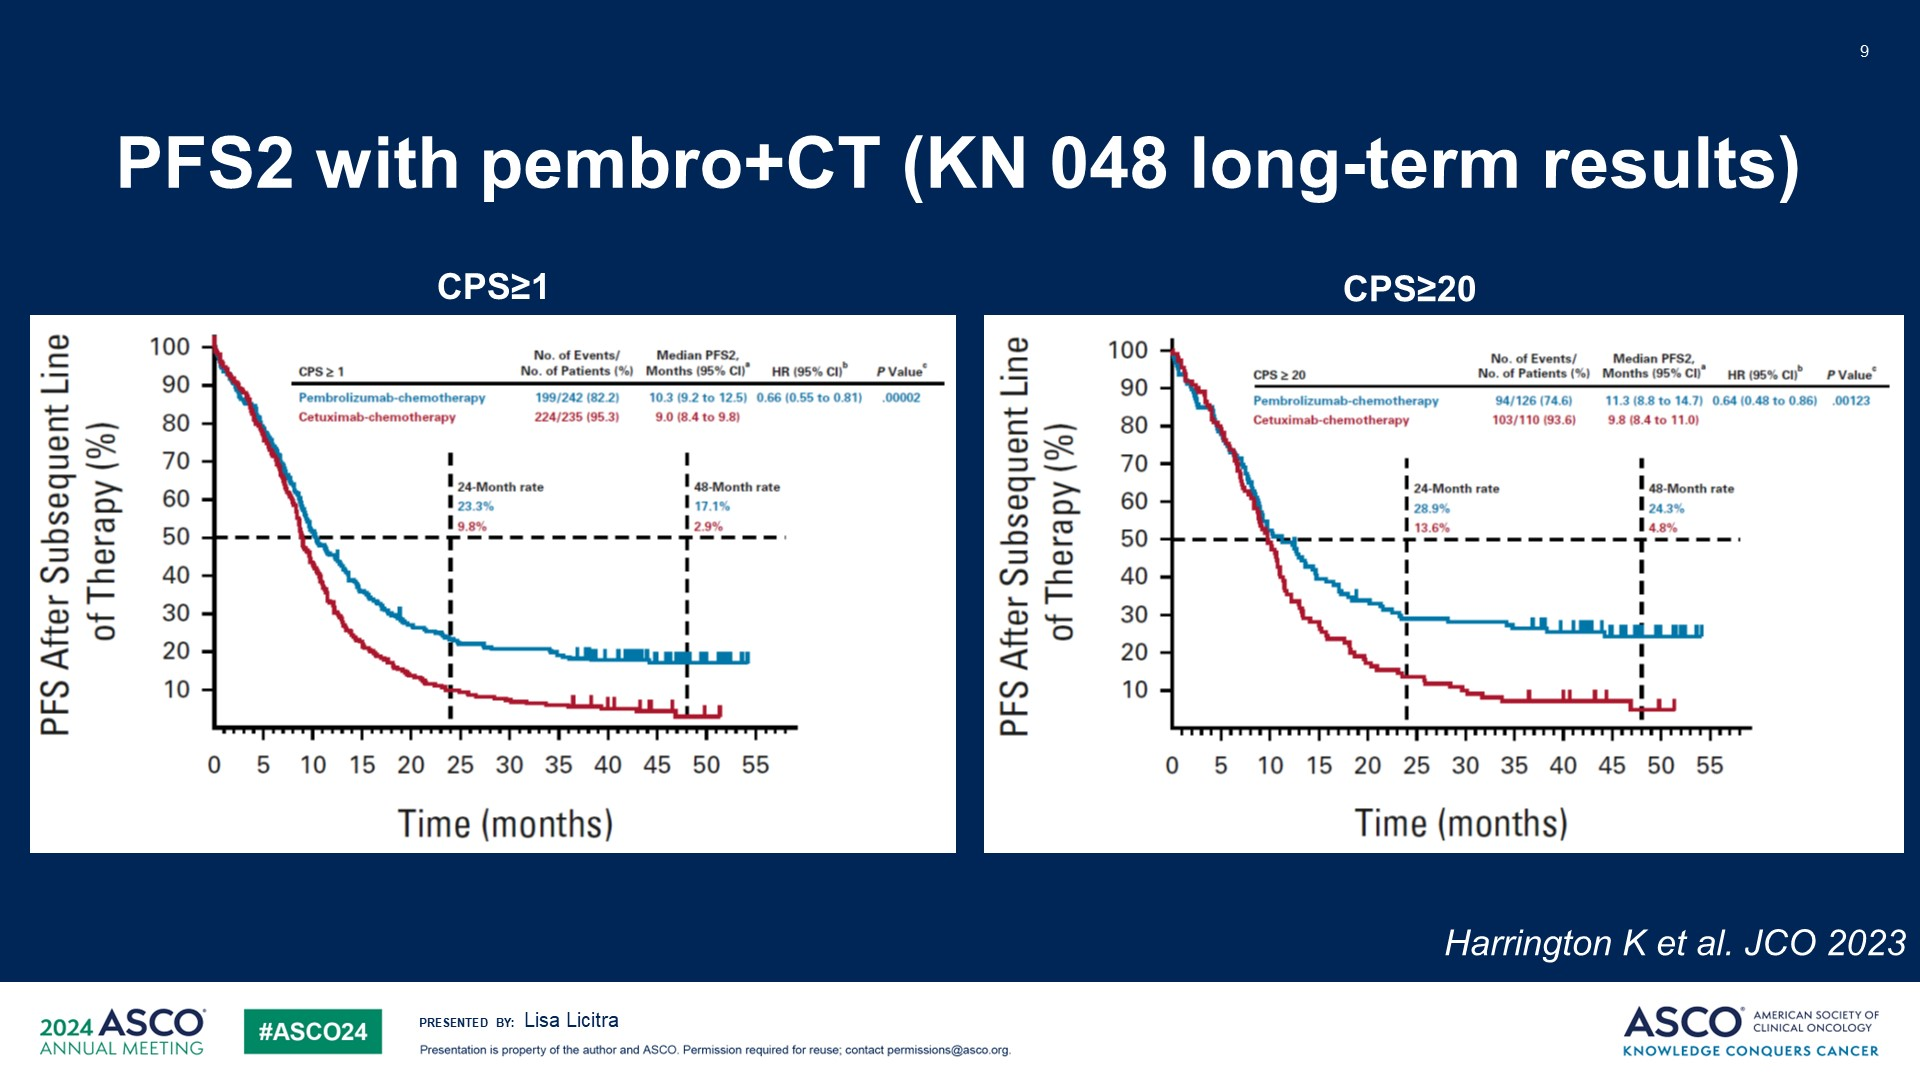 9
PFS2 with pembro+CT (KN 048 long-term results)
CPS≥1
PFS After Subsequent Line
of Therapy (%)
100
90
80
70
60
50
40
30
20
10
CPS ≥ 1
No. of Events/
No. of Patients (%)
Median PFS2,
Months (95% CI)a
HR (95% CI)b
P Valuec
Pembrolizumab-chemotherapy 199/242 (82.2) 10.3 (9.2 to 12.5) 0.66 (0.55 to 0.81) .00002
Cetuximab-chemotherapy 224/235 (95.3) 9.0 (8.4 to 9.8)
24-Month rate
23.3%
9.8%
48-Month rate
17.1%
2.9%
0 5 10 15 20 25 30 35 40 45 50 55
Time (months)
CPS≥20
PFS After Subsequent Line
of Therapy (%)
100
90
80
70
60
50
40
30
20
10
CPS ≥ 20
No. of Events/
No. of Patients (%)
Median PFS2,
Months (95% CI)a
HR (95% CI)b
P Valuec
Pembrolizumab-chemotherapy 94/126 (74.6) 11.3 (8.8 to 14.7) 0.64 (0.48 to 0.86) .00123
Cetuximab-chemotherapy 103/110 (93.6) 9.8 (8.4 to 11.0)
24-Month rate
28.9%
13.6%
48-Month rate
24.3%
4.8%
0 5 10 15 20 25 30 35 40 45 50 55
Time (months)
Harrington K et al. JCO 2023
2024 ASCO
ANNUAL MEETING
#ASCO24
PRESENTED BY: Lisa Licitra
Presentation is property of the author and ASCO. Permission required for reuse; contact permissions@asco.org.
ASCO AMERICAN SOCIETY OF
CLINICAL ONCOLOGY
KNOWLEDGE CONQUERS CANCER